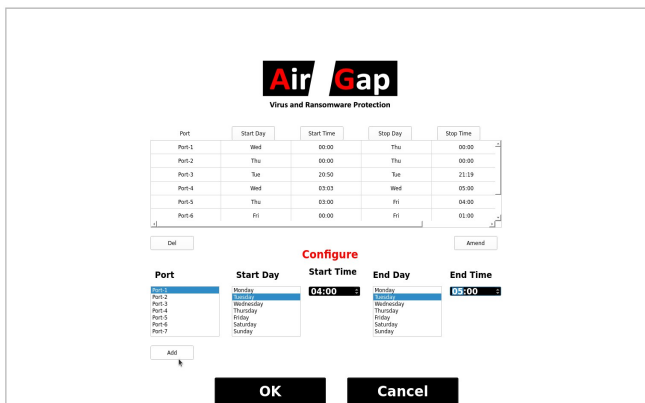 Air Gap
Virus and Ransomware Protection
Port Start Day Start Time Stop Day Stop Time
Port-1 Wed 00:00 Thu 00:00
Port-2 Thu 00:00 Thu 00:00
Port-3 Tue 20:50 Tue 21:19
Port-4 Wed 03:03 Wed 05:00
Port-5 Thu 03:00 Fri 04:00
Port-6 Fri 00:00 Fri 01:00
Del Amend
Configure
Port Start Day Start Time End Day End Time
Port-1 Monday 04:00 Monday 05:00
Port-2 Tuesday Tuesday
Port-3 Wednesday Wednesday
Port-4 Thursday Thursday
Port-5 Friday Friday
Port-6 Saturday Saturday
Port-7 Sunday Sunday
Add
OK Cancel